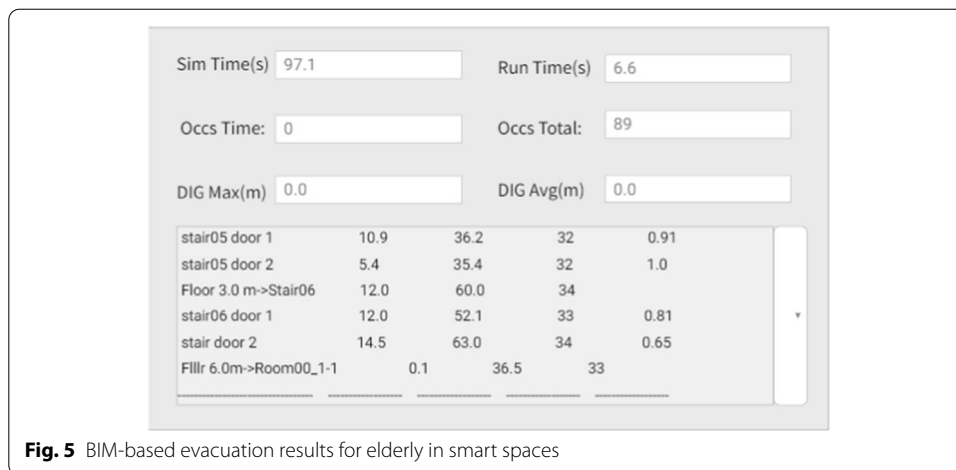 Sim Time(s) 97.1 Run Time(s) 6.6
Occs Time: 0 Occs Total: 89
DIG Max(m) 0.0 DIG Avg(m) 0.0
stair05 door 1 10.9 36.2 32 0.91
stair05 door 2 5.4 35.4 32 1.0
Floor 3.0 m->Stair06 12.0 60.0 34
stair06 door 1 12.0 52.1 33 0.81
stair door 2 14.5 63.0 34 0.65
Flllr 6.0m->Room00_1-1 0.1 36.5 33
Fig. 5 BIM-based evacuation results for elderly in smart spaces